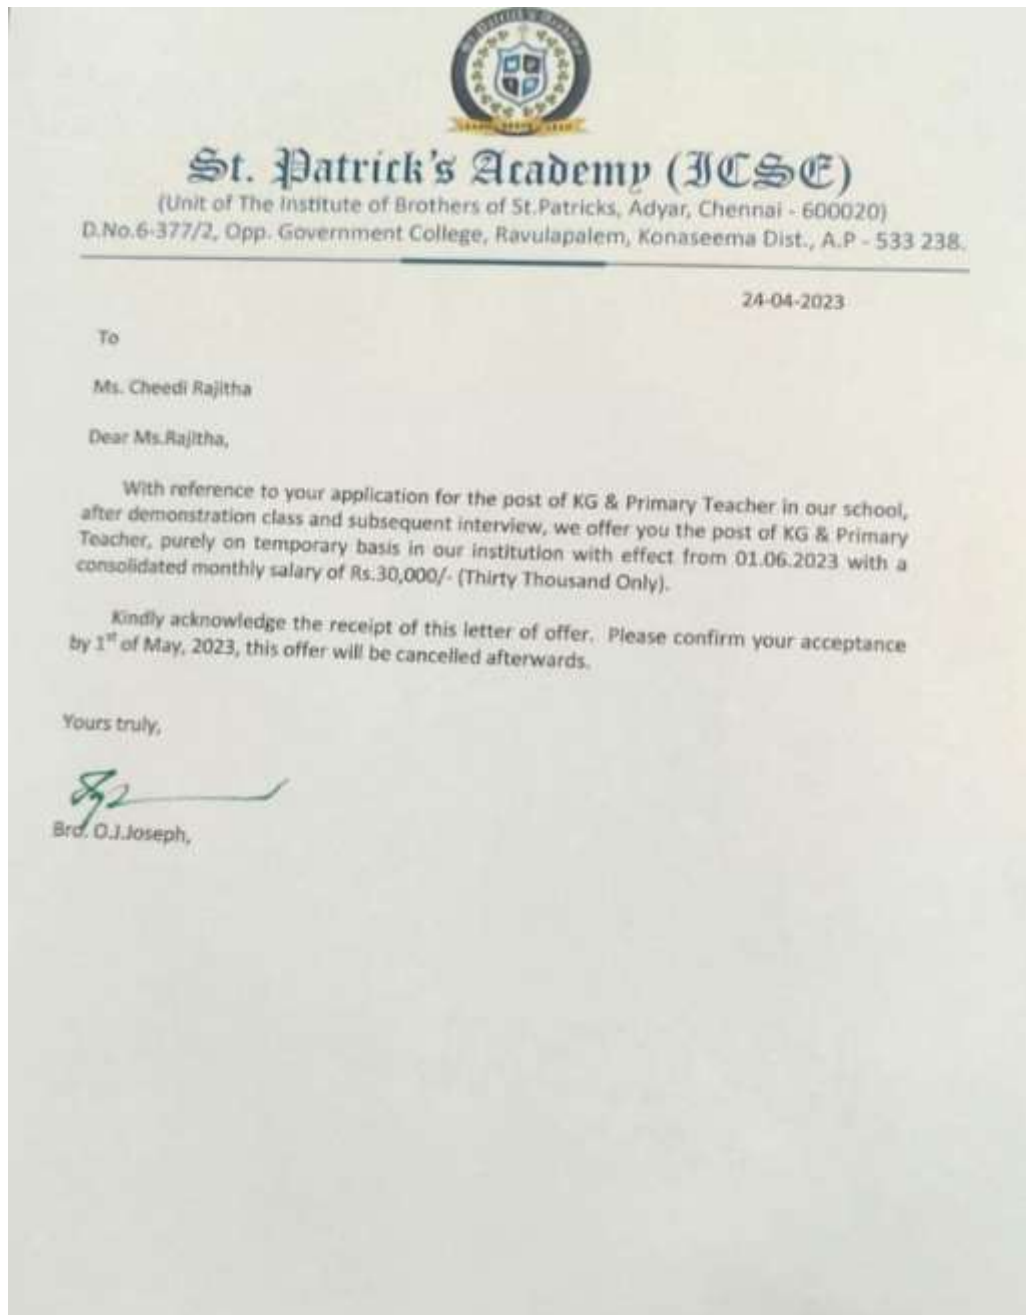 St. Patrick's Academy
LEARN SERVE LEAD
St. Patrick's Academy (ICSE)
(Unit of The Institute of Brothers of St.Patricks, Adyar, Chennai - 600020)
D.No.6-377/2, Opp. Government College, Ravulapalem, Konaseema Dist., A.P - 533 238.
24-04-2023
To
Ms. Cheedi Rajitha
Dear Ms.Rajitha,
With reference to your application for the post of KG & Primary Teacher in our school,
after demonstration class and subsequent interview, we offer you the post of KG & Primary
Teacher, purely on temporary basis in our institution with effect from 01.06.2023 with a
consolidated monthly salary of Rs.30,000/- (Thirty Thousand Only).
Kindly acknowledge the receipt of this letter of offer. Please confirm your acceptance
by 1st of May, 2023, this offer will be cancelled afterwards.
Yours truly,
Bro. O.J.Joseph,